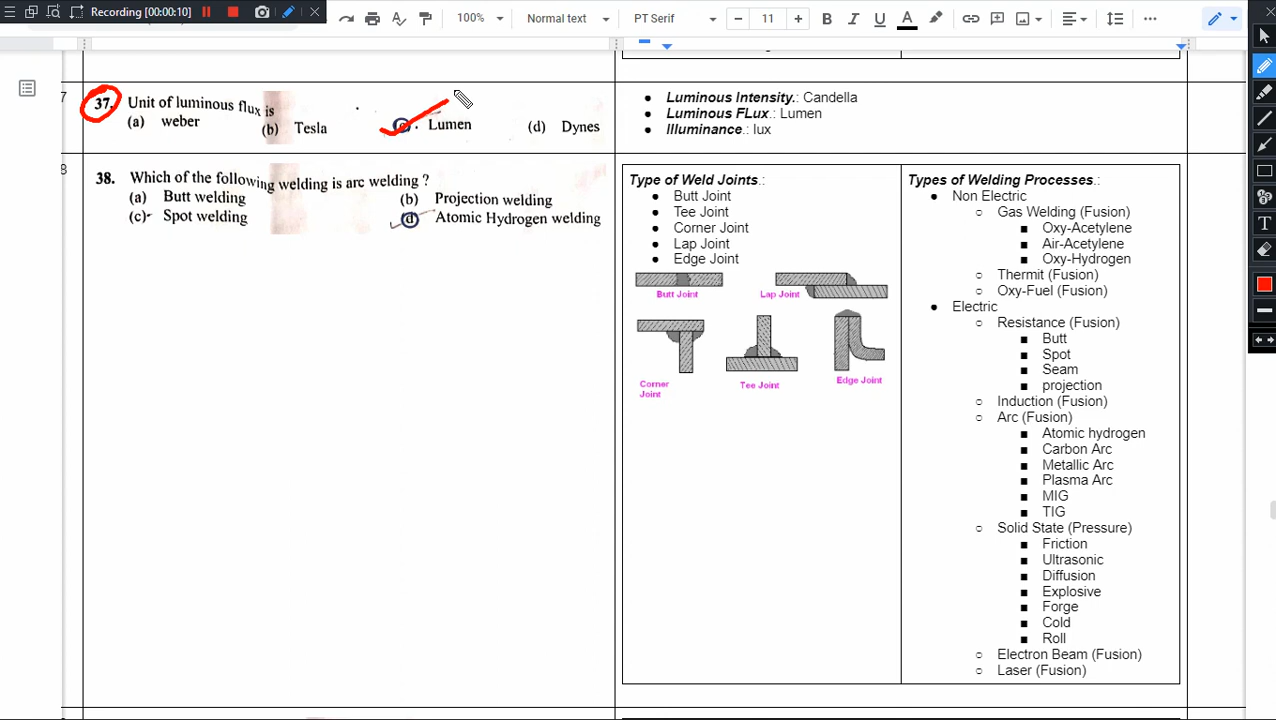 Recording [00:00:10]
100%
Normal text
PT Serif
11
B I U A
T
7
37. Unit of luminous flux is
(a) weber (b) Tesla (c) Lumen (d) Dynes
Luminous Intensity.: Candella
Luminous FLux.: Lumen
Illuminance.: lux
8
38. Which of the following welding is arc welding ?
(a) Butt welding (b) Projection welding
(c) Spot welding (d) Atomic Hydrogen welding
Type of Weld Joints.:
Butt Joint
Tee Joint
Corner Joint
Lap Joint
Edge Joint
Butt Joint
Lap Joint
Corner
Joint
Tee Joint
Edge Joint
Types of Welding Processes.:
Non Electric
Gas Welding (Fusion)
Oxy-Acetylene
Air-Acetylene
Oxy-Hydrogen
Thermit (Fusion)
Oxy-Fuel (Fusion)
Electric
Resistance (Fusion)
Butt
Spot
Seam
projection
Induction (Fusion)
Arc (Fusion)
Atomic hydrogen
Carbon Arc
Metallic Arc
Plasma Arc
MIG
TIG
Solid State (Pressure)
Friction
Ultrasonic
Diffusion
Explosive
Forge
Cold
Roll
Electron Beam (Fusion)
Laser (Fusion)